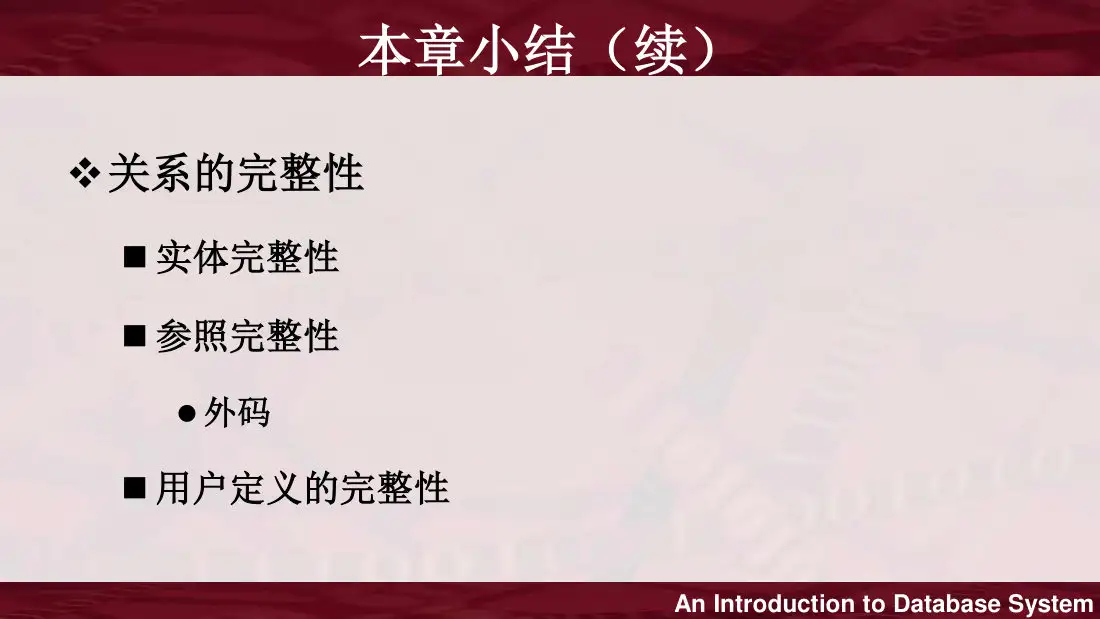 本章小结（续）
❖关系的完整性
■ 实体完整性
■ 参照完整性
● 外码
■ 用户定义的完整性
An Introduction to Database System